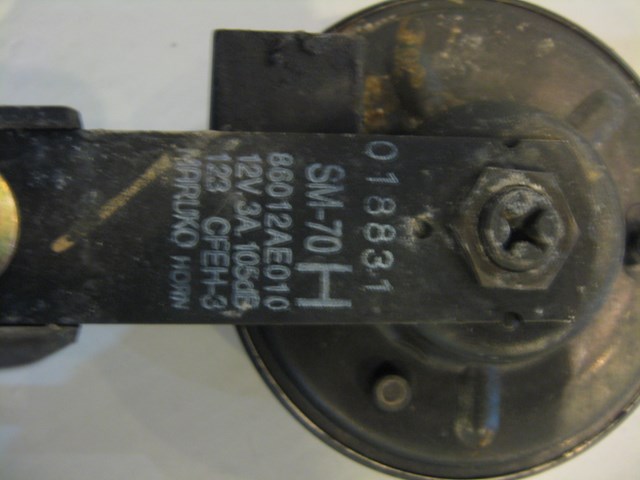 018831
SM-70 H
86012AE010
12V 3A 105dB
123 CFEH-3
MARUKO HORN